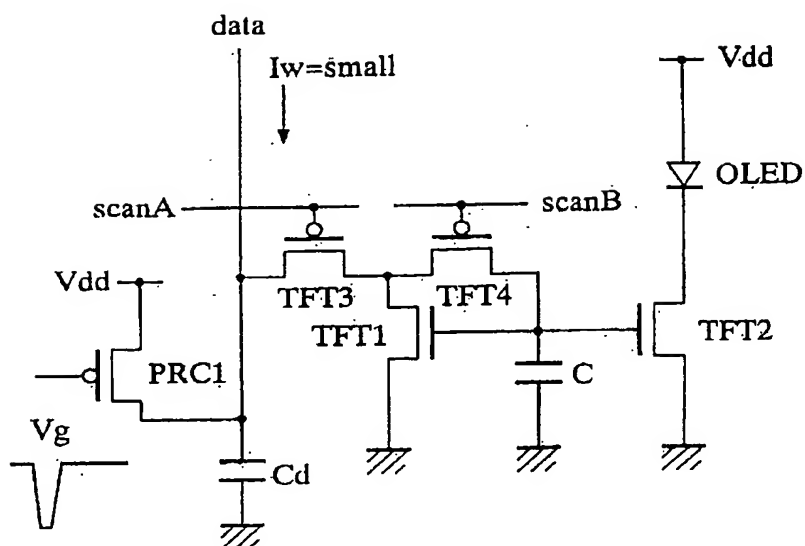 data
Iw=small
Vdd
OLED
scanA
scanB
Vdd
TFT3
TFT4
TFT1
TFT2
PRC1
C
Vg
Cd